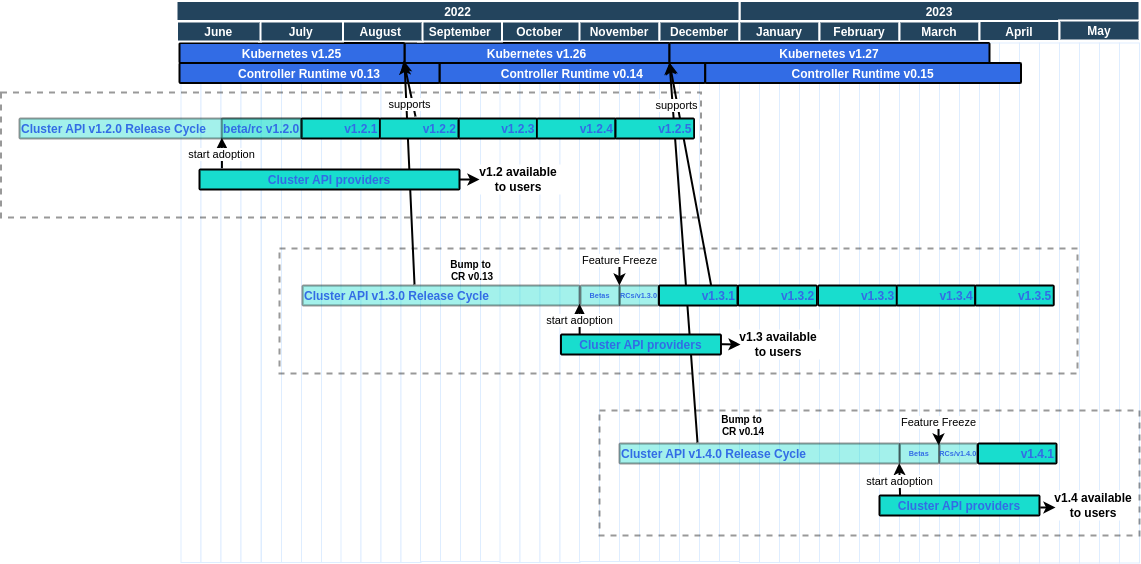 2022
2023
June
July
August
September
October
November
December
January
February
March
April
May
Kubernetes v1.25
Kubernetes v1.26
Kubernetes v1.27
Controller Runtime v0.13
Controller Runtime v0.14
Controller Runtime v0.15
supports
supports
Cluster API v1.2.0 Release Cycle
beta/rc v1.2.0
v1.2.1
v1.2.2
v1.2.3
v1.2.4
v1.2.5
start adoption
Cluster API providers
v1.2 available
to users
Bump to
CR v0.13
Feature Freeze
Cluster API v1.3.0 Release Cycle
Betas
RCs/v1.3.0
v1.3.1
v1.3.2
v1.3.3
v1.3.4
v1.3.5
start adoption
Cluster API providers
v1.3 available
to users
Bump to
CR v0.14
Feature Freeze
Cluster API v1.4.0 Release Cycle
Betas
RCs/v1.4.0
v1.4.1
start adoption
Cluster API providers
v1.4 available
to users